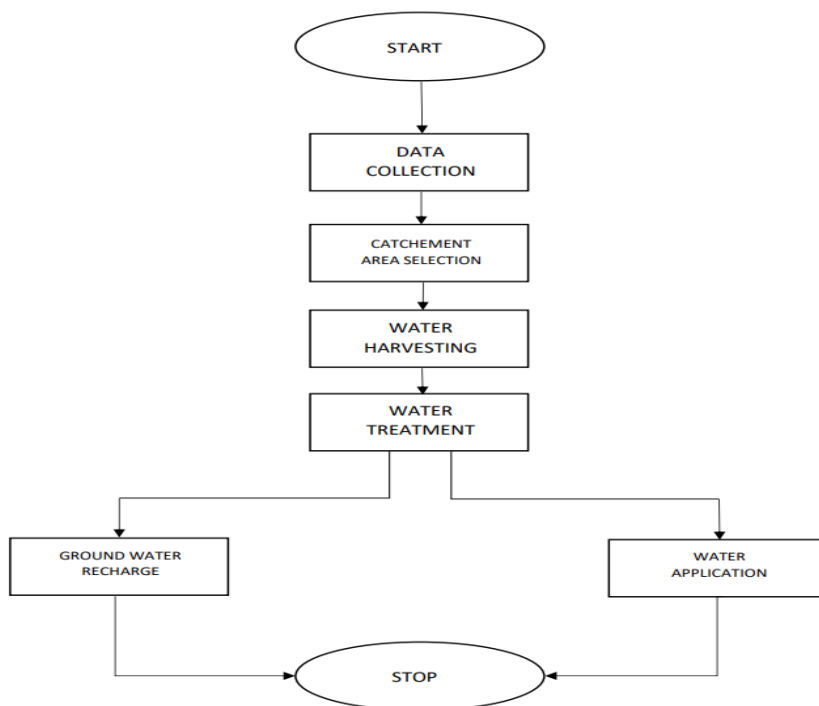 START
DATA
COLLECTION
CATCHEMENT
AREA SELECTION
WATER
HARVESTING
WATER
TREATMENT
GROUND WATER
RECHARGE
WATER
APPLICATION
STOP